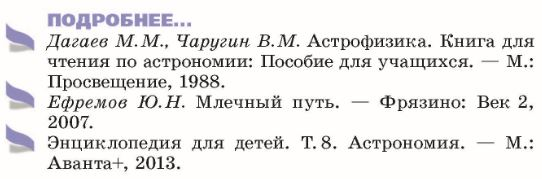 ПОДРОБНЕЕ...
Дагаев М.М., Чаругин В.М. Астрофизика. Книга для
чтения по астрономии: Пособие для учащихся. — М.:
Просвещение, 1988.
Ефремов Ю.Н. Млечный путь. — Фрязино: Век 2,
2007.
Энциклопедия для детей. Т. 8. Астрономия. — М.:
Аванта+, 2013.